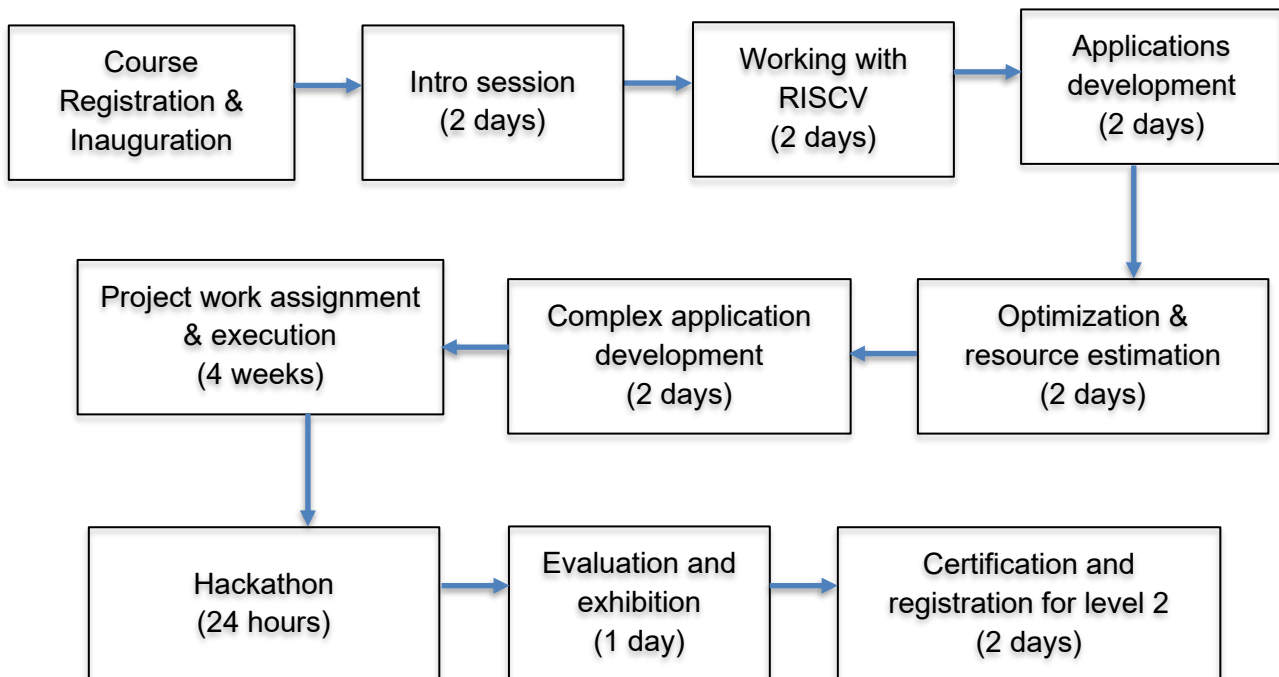 Course
Registration &
Inauguration
Intro session
(2 days)
Working with
RISCV
(2 days)
Applications
development
(2 days)
Optimization &
resource estimation
(2 days)
Complex application
development
(2 days)
Project work assignment
& execution
(4 weeks)
Hackathon
(24 hours)
Evaluation and
exhibition
(1 day)
Certification and
registration for level 2
(2 days)